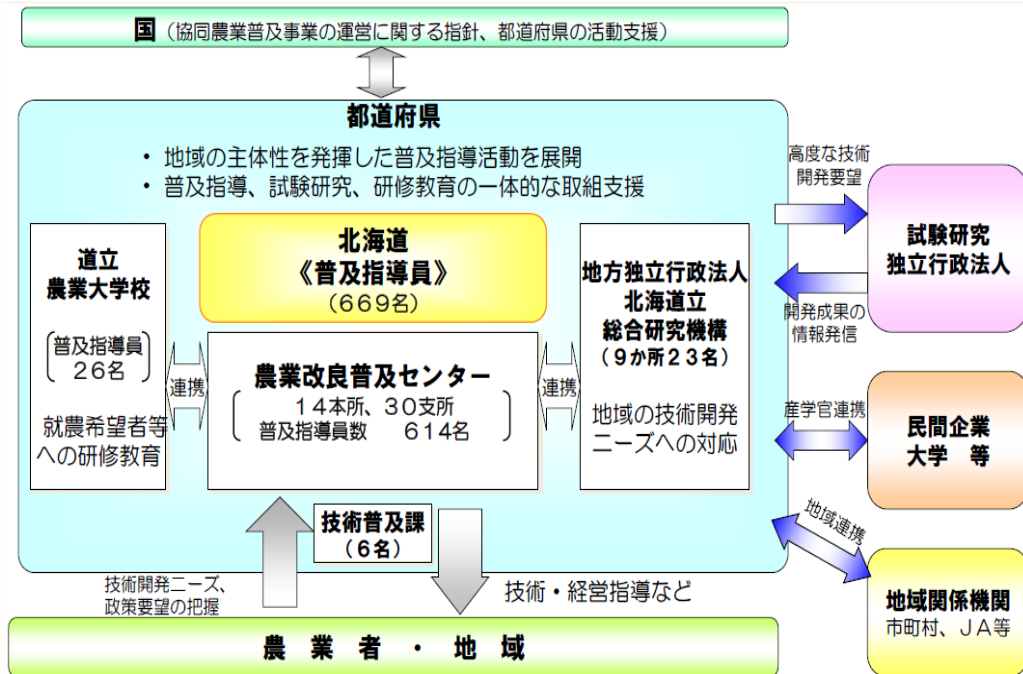 国（協同農業普及事業の運営に関する指針、都道府県の活動支援）
都道府県
・ 地域の主体性を発揮した普及指導活動を展開
・ 普及指導、試験研究、研修教育の一体的な取組支援
道立
農業大学校
普及指導員
２６名
就農希望者等
への研修教育
連携
北海道
《普及指導員》
（６６９名）
農業改良普及センター
１４本所、３０支所
普及指導員数　６１４名
連携
地方独立行政法人
北海道立
総合研究機構
（９か所２３名）
地域の技術開発
ニーズへの対応
技術普及課
（６名）
技術開発ニーズ、
政策要望の把握
技術・経営指導など
農 業 者 ・ 地 域
高度な技術
開発要望
試験研究
独立行政法人
開発成果の
情報発信
産学官連携
民間企業
大学　等
地域連携
地域関係機関
市町村、ＪＡ等